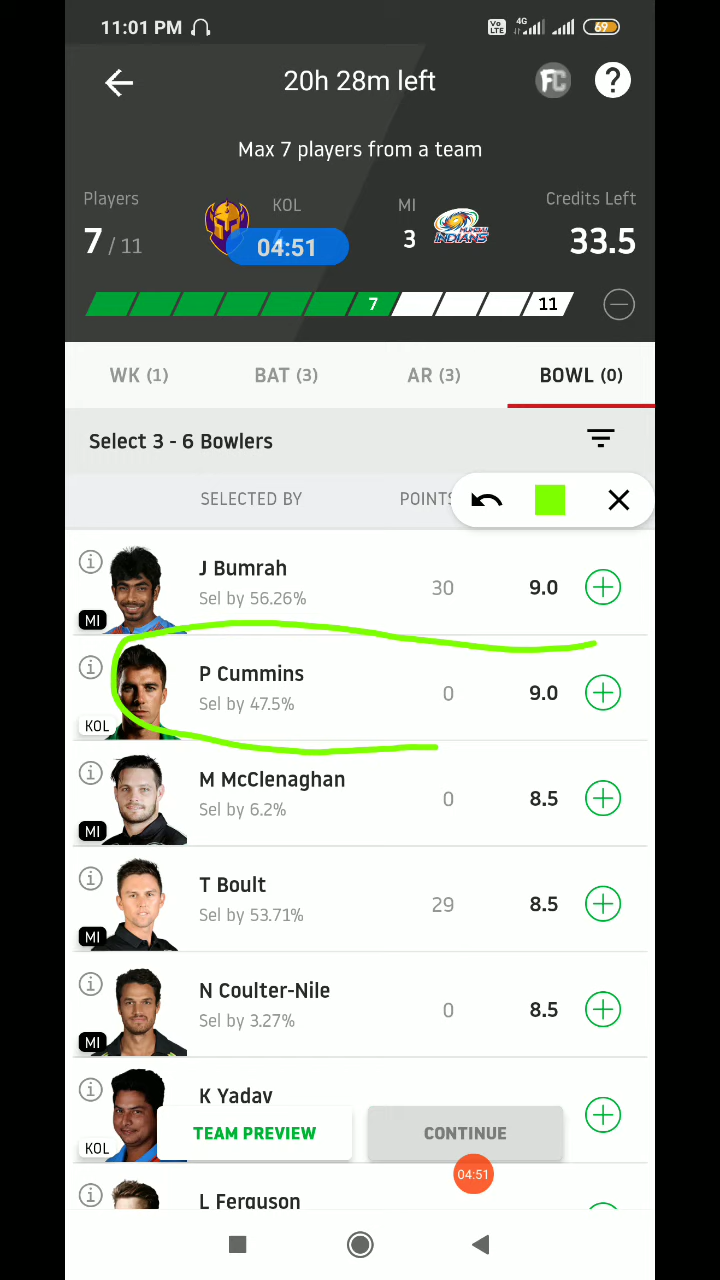 11:01 PM Vo LTE 4G 69
20h 28m left FC ?
Max 7 players from a team
Players KOL MI Credits Left
7 / 11 04:51 3 MUMBAI INDIANS 33.5
7 11
WK (1) BAT (3) AR (3) BOWL (0)
Select 3 - 6 Bowlers
SELECTED BY POINTS
J Bumrah
Sel by 56.26% 30 9.0
MI
P Cummins
Sel by 47.5% 0 9.0
KOL
M McClenaghan
Sel by 6.2% 0 8.5
MI
T Boult
Sel by 53.71% 29 8.5
MI
N Coulter-Nile
Sel by 3.27% 0 8.5
MI
K Yadav
KOL TEAM PREVIEW CONTINUE
04:51
L Ferguson